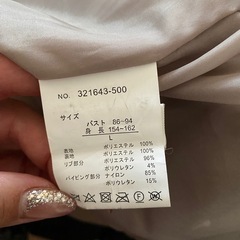 NO. 321643-500
サイズ
バスト 86~94
身長 154~162
L
表地 ポリエステル 100%
裏地 ポリエステル 100%
リブ部分 ポリエステル 96%
ポリウレタン 4%
パイピング部分 ナイロン 85%
ポリウレタン 15%